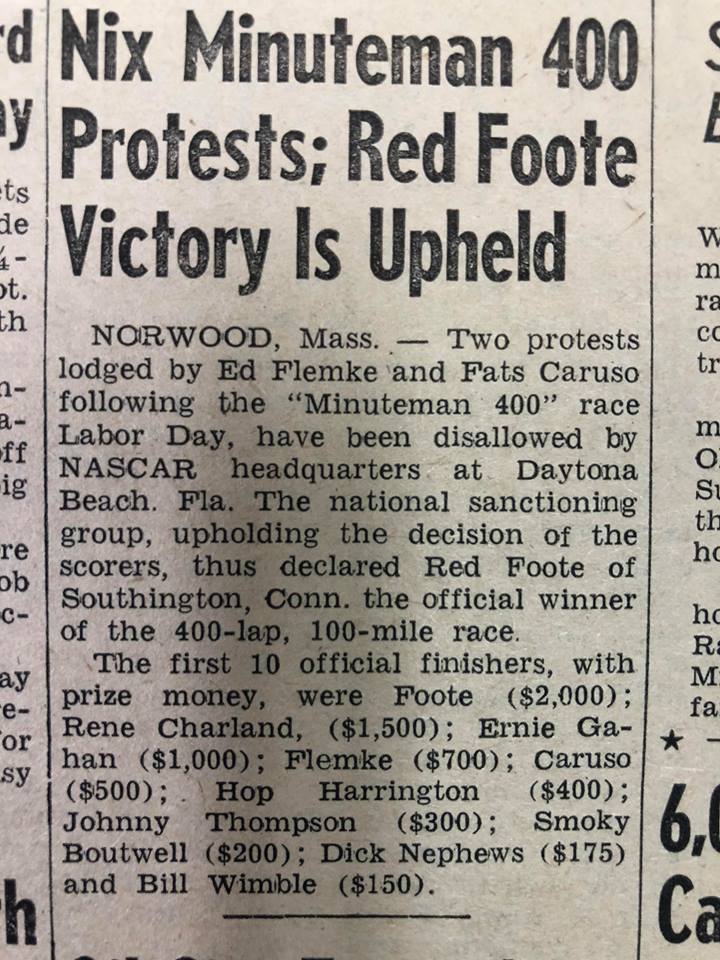 Nix Minuteman 400
Protests; Red Foote
Victory Is Upheld
NORWOOD, Mass. — Two protests
lodged by Ed Flemke and Fats Caruso
following the “Minuteman 400” race
Labor Day, have been disallowed by
NASCAR headquarters at Daytona
Beach. Fla. The national sanctioning
group, upholding the decision of the
scorers, thus declared Red Foote of
Southington, Conn. the official winner
of the 400-lap, 100-mile race.
The first 10 official finishers, with
prize money, were Foote ($2,000);
Rene Charland, ($1,500); Ernie Ga-
han ($1,000); Flemke ($700); Caruso
($500); Hop Harrington ($400);
Johnny Thompson ($300); Smoky
Boutwell ($200); Dick Nephews ($175)
and Bill Wimble ($150).